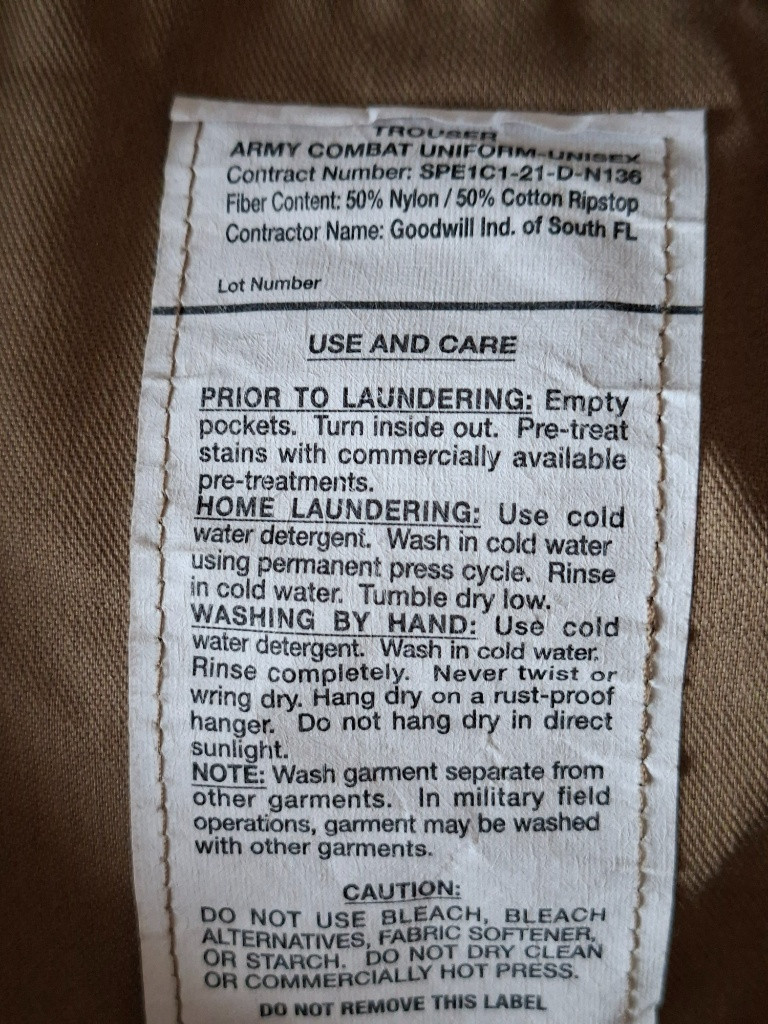 TROUSER
ARMY COMBAT UNIFORM-UNISEX
Contract Number: SPE1C1-21-D-N136
Fiber Content: 50% Nylon / 50% Cotton Ripstop
Contractor Name: Goodwill Ind. of South FL
Lot Number
USE AND CARE
PRIOR TO LAUNDERING: Empty
pockets. Turn inside out. Pre-treat
stains with commercially available
pre-treatments.
HOME LAUNDERING: Use cold
water detergent. Wash in cold water
using permanent press cycle. Rinse
in cold water. Tumble dry low.
WASHING BY HAND: Use cold
water detergent. Wash in cold water.
Rinse completely. Never twist or
wring dry. Hang dry on a rust-proof
hanger. Do not hang dry in direct
sunlight.
NOTE: Wash garment separate from
other garments. In military field
operations, garment may be washed
with other garments.
CAUTION:
DO NOT USE BLEACH, BLEACH
ALTERNATIVES, FABRIC SOFTENER,
OR STARCH. DO NOT DRY CLEAN
OR COMMERCIALLY HOT PRESS.
DO NOT REMOVE THIS LABEL